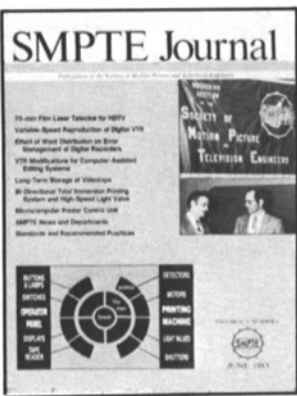 SMPTE Journal
Publication of the Society of Motion Picture and Television Engineers
70-mm Film Laser Telecine for HDTV
Variable-Speed Reproduction of Digital VTR
Effect of Word Distribution on Error
Management of Digital Recorders
VTR Modifications for Computer-Assisted
Editing Systems
Long-Term Storage of Videotape
Bi-Directional Total Immersion Printing
System and High-Speed Light Valve
Microcomputer Printer Control Unit
SMPTE News and Departments
Standards and Recommended Practices
SECTION
SOCIETY OF
MOTION PICTURE
TELEVISION ENGINEERS
BUTTONS
& LAMPS
SWITCHES
OPERATOR
PANEL
DISPLAYS
TAPE
READER
DETECTORS
MOTORS
PRINTING
MACHINE
LIGHT VALVES
SHUTTERS
SMPTE
JUNE 1983